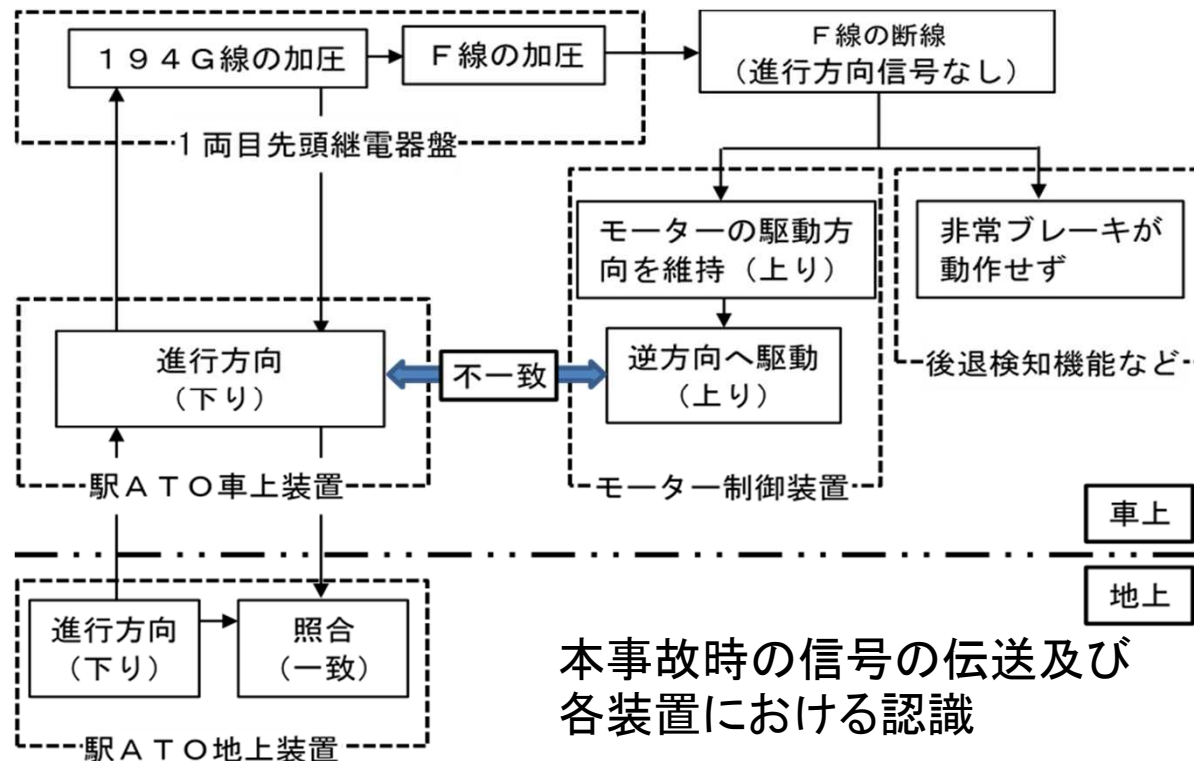 194G線の加圧
F線の加圧
F線の断線
(進行方向信号なし)
1両目先頭継電器盤
モーターの駆動方
向を維持(上り)
非常ブレーキが
動作せず
進行方向
(下り)
不一致
逆方向へ駆動
(上り)
後退検知機能など
駅ATO車上装置
モーター制御装置
車上
地上
進行方向
(下り)
照合
(一致)
駅ATO地上装置
本事故時の信号の伝送及び
各装置における認識